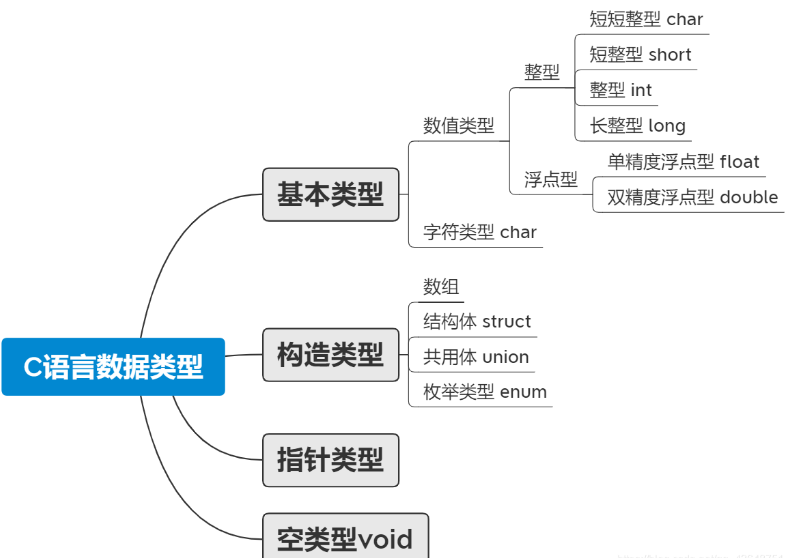 C语言数据类型
基本类型
数值类型
整型
短短整型 char
短整型 short
整型 int
长整型 long
浮点型
单精度浮点型 float
双精度浮点型 double
字符类型 char
构造类型
数组
结构体 struct
共用体 union
枚举类型 enum
指针类型
空类型void